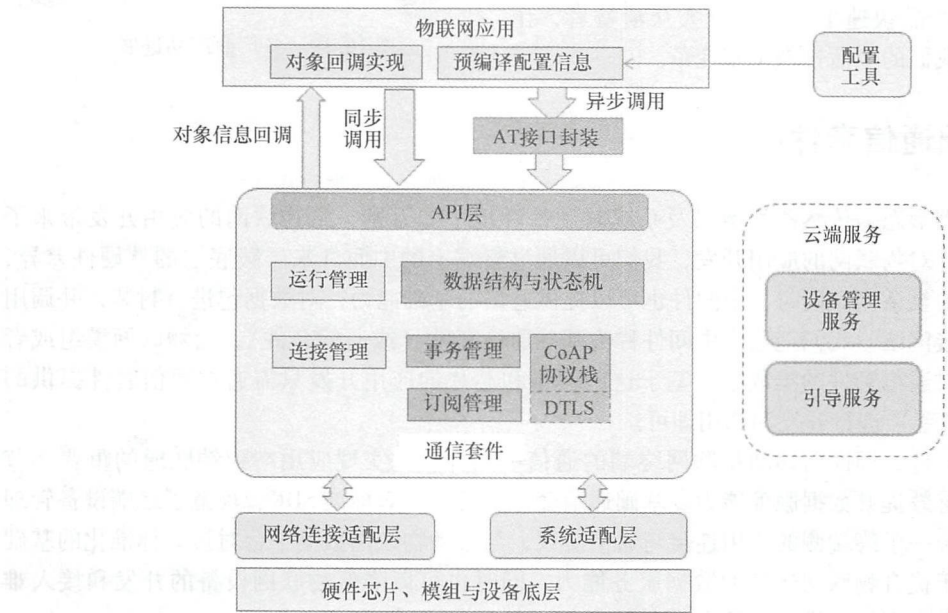 物联网应用
对象回调实现
预编译配置信息
配置
工具
对象信息回调
同步
调用
异步调用
AT接口封装
API层
运行管理
数据结构与状态机
连接管理
事务管理
CoAP
协议栈
订阅管理
DTLS
通信套件
云端服务
设备管理
服务
引导服务
网络连接适配层
系统适配层
硬件芯片、模组与设备底层